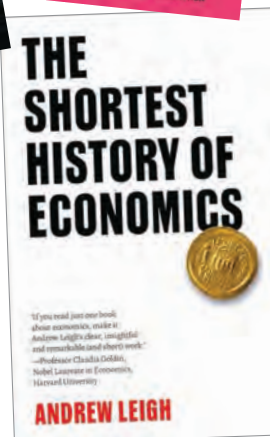 THE
SHORTEST
HISTORY OF
ECONOMICS
"If you read just one book
about economics, make it
Andrew Leigh's clear, insightful
and remarkable (and short) work."
—Professor Claudia Goldin,
Nobel Laureate in Economics,
Harvard University
ANDREW LEIGH